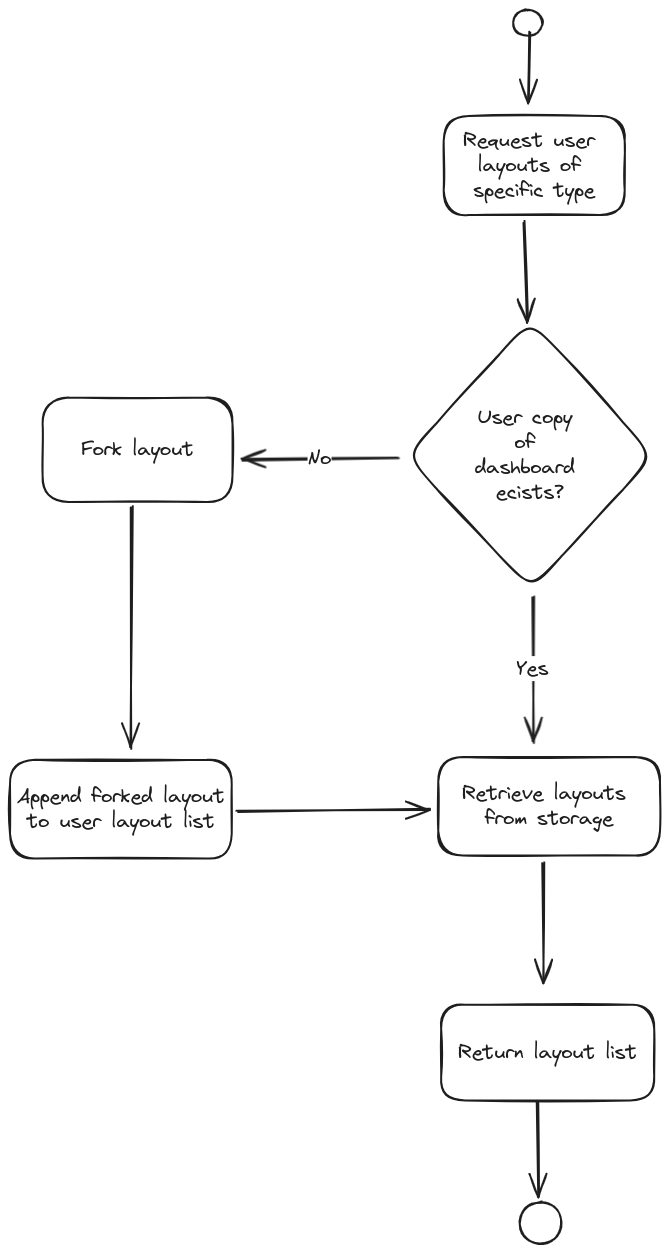 Request user
layouts of
specific type
User copy
of
dashboard
ecists?
No
Fork layout
Yes
Append forked layout
to user layout list
Retrieve layouts
from storage
Return layout list